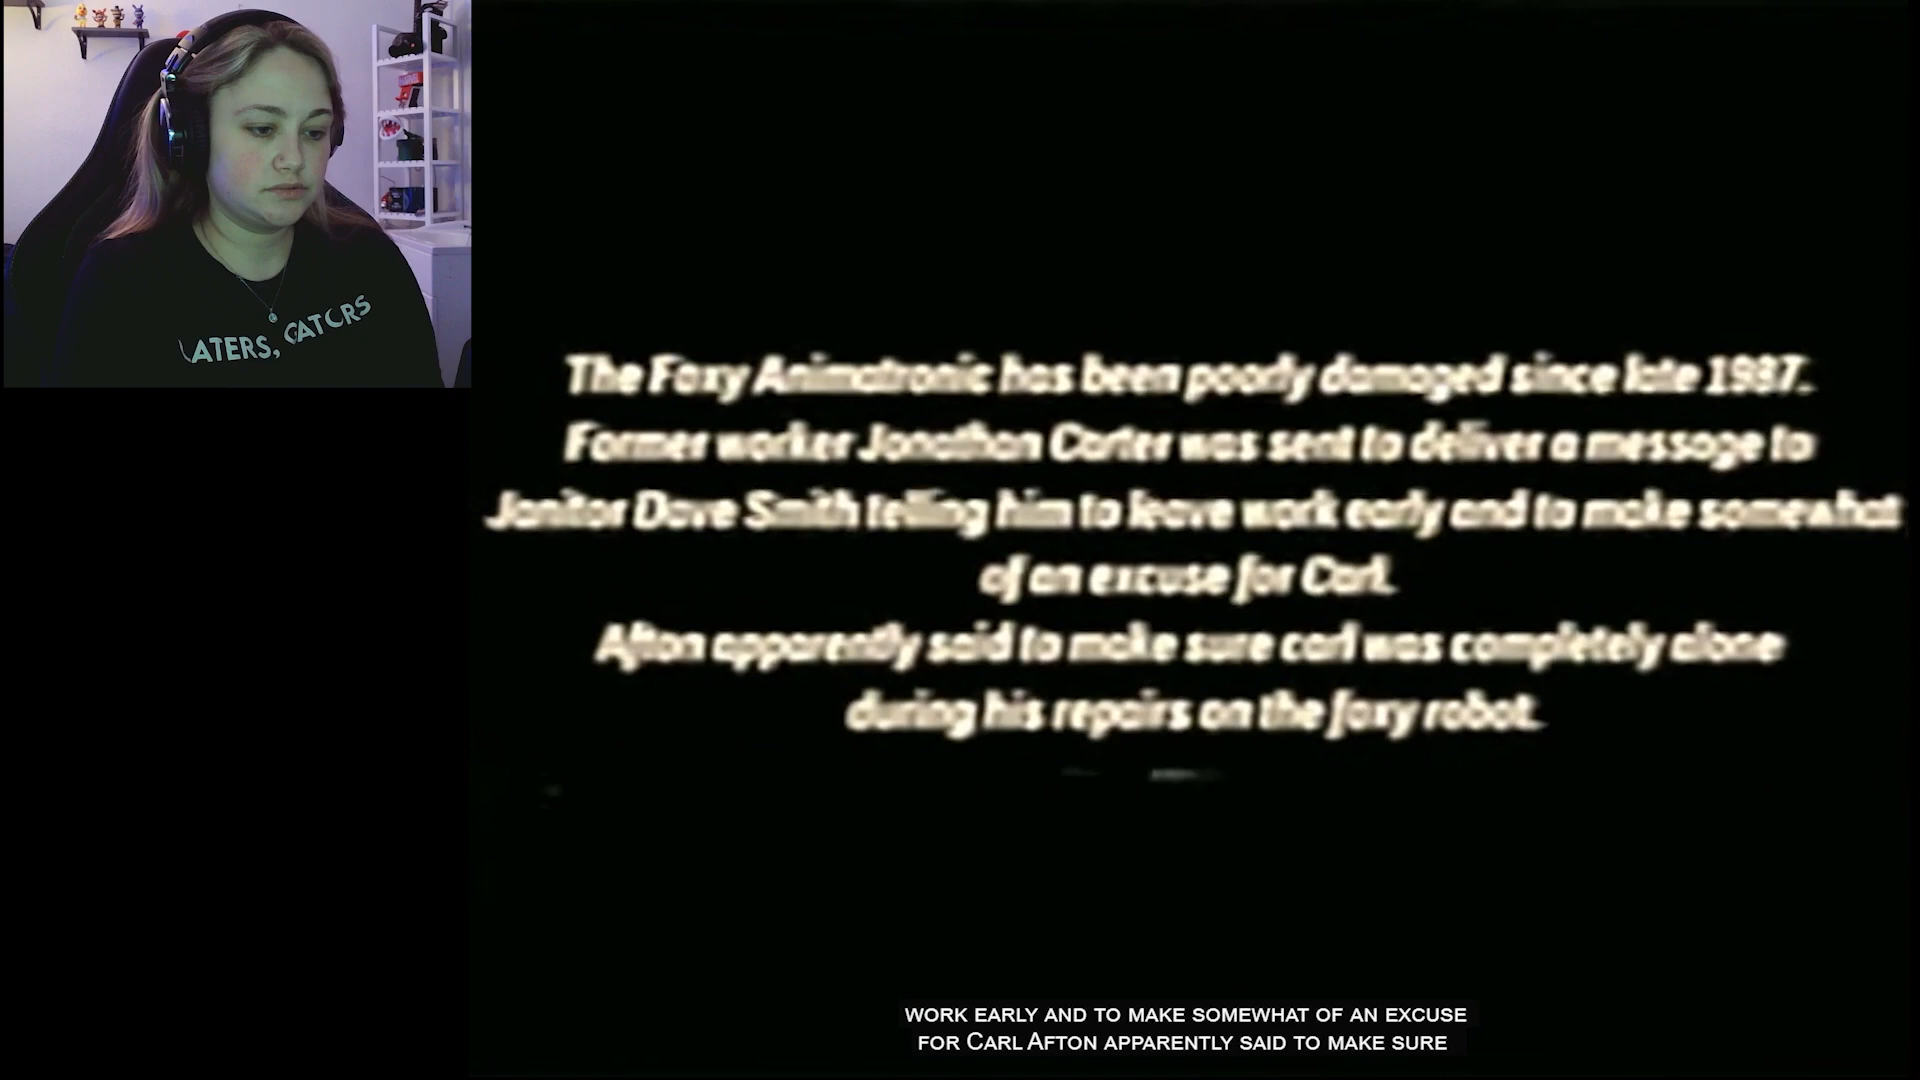 MARVEL
LATERS, GATORS
The Foxy Animatronic has been poorly damaged since late 1987.
Former worker Jonathan Carter was sent to deliver a message to
Janitor Dave Smith telling him to leave work early and to make somewhat
of an excuse for Carl.
Afton apparently said to make sure carl was completely alone
during his repairs on the foxy robot.
WORK EARLY AND TO MAKE SOMEWHAT OF AN EXCUSE
FOR CARL AFTON APPARENTLY SAID TO MAKE SURE